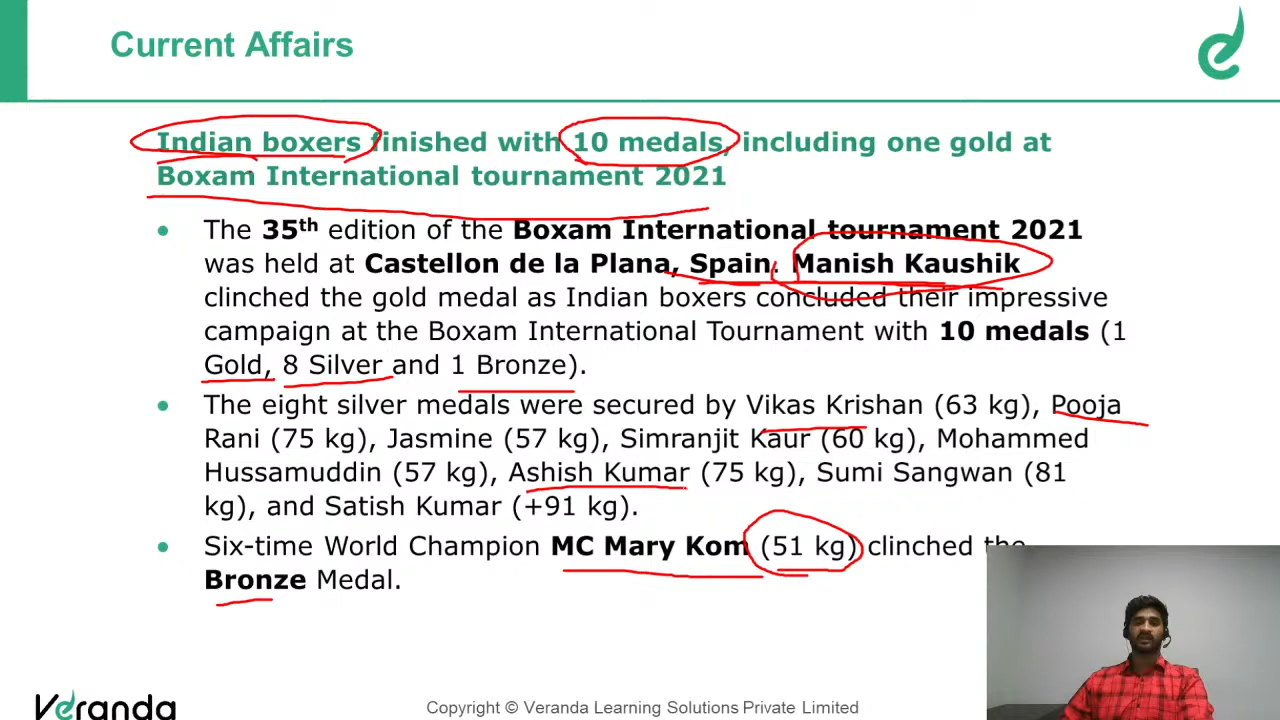 Current Affairs
Indian boxers finished with 10 medals, including one gold at
Boxam International tournament 2021
• The 35th edition of the Boxam International tournament 2021
was held at Castellon de la Plana, Spain. Manish Kaushik
clinched the gold medal as Indian boxers concluded their impressive
campaign at the Boxam International Tournament with 10 medals (1
Gold, 8 Silver and 1 Bronze).
• The eight silver medals were secured by Vikas Krishan (63 kg), Pooja
Rani (75 kg), Jasmine (57 kg), Simranjit Kaur (60 kg), Mohammed
Hussamuddin (57 kg), Ashish Kumar (75 kg), Sumi Sangwan (81
kg), and Satish Kumar (+91 kg).
• Six-time World Champion MC Mary Kom (51 kg) clinched the
Bronze Medal.
Veranda
Copyright © Veranda Learning Solutions Private Limited